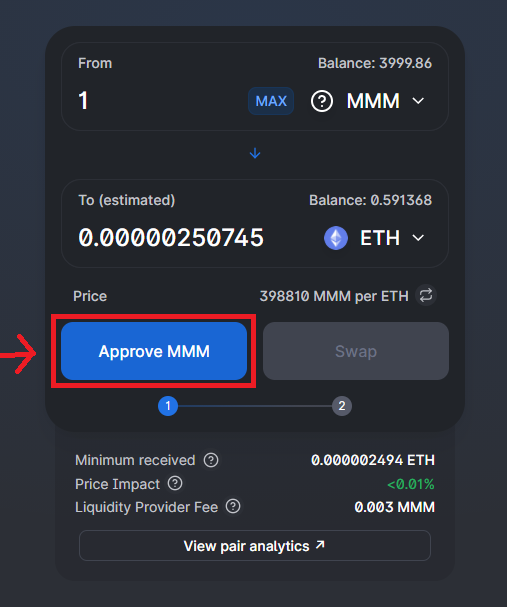 From Balance: 3999.86
1 MAX ? MMM
To (estimated) Balance: 0.591368
0.00000250745 ETH
Price 398810 MMM per ETH
Approve MMM Swap
1 2
Minimum received ? 0.000002494 ETH
Price Impact ? <0.01%
Liquidity Provider Fee ? 0.003 MMM
View pair analytics ↗